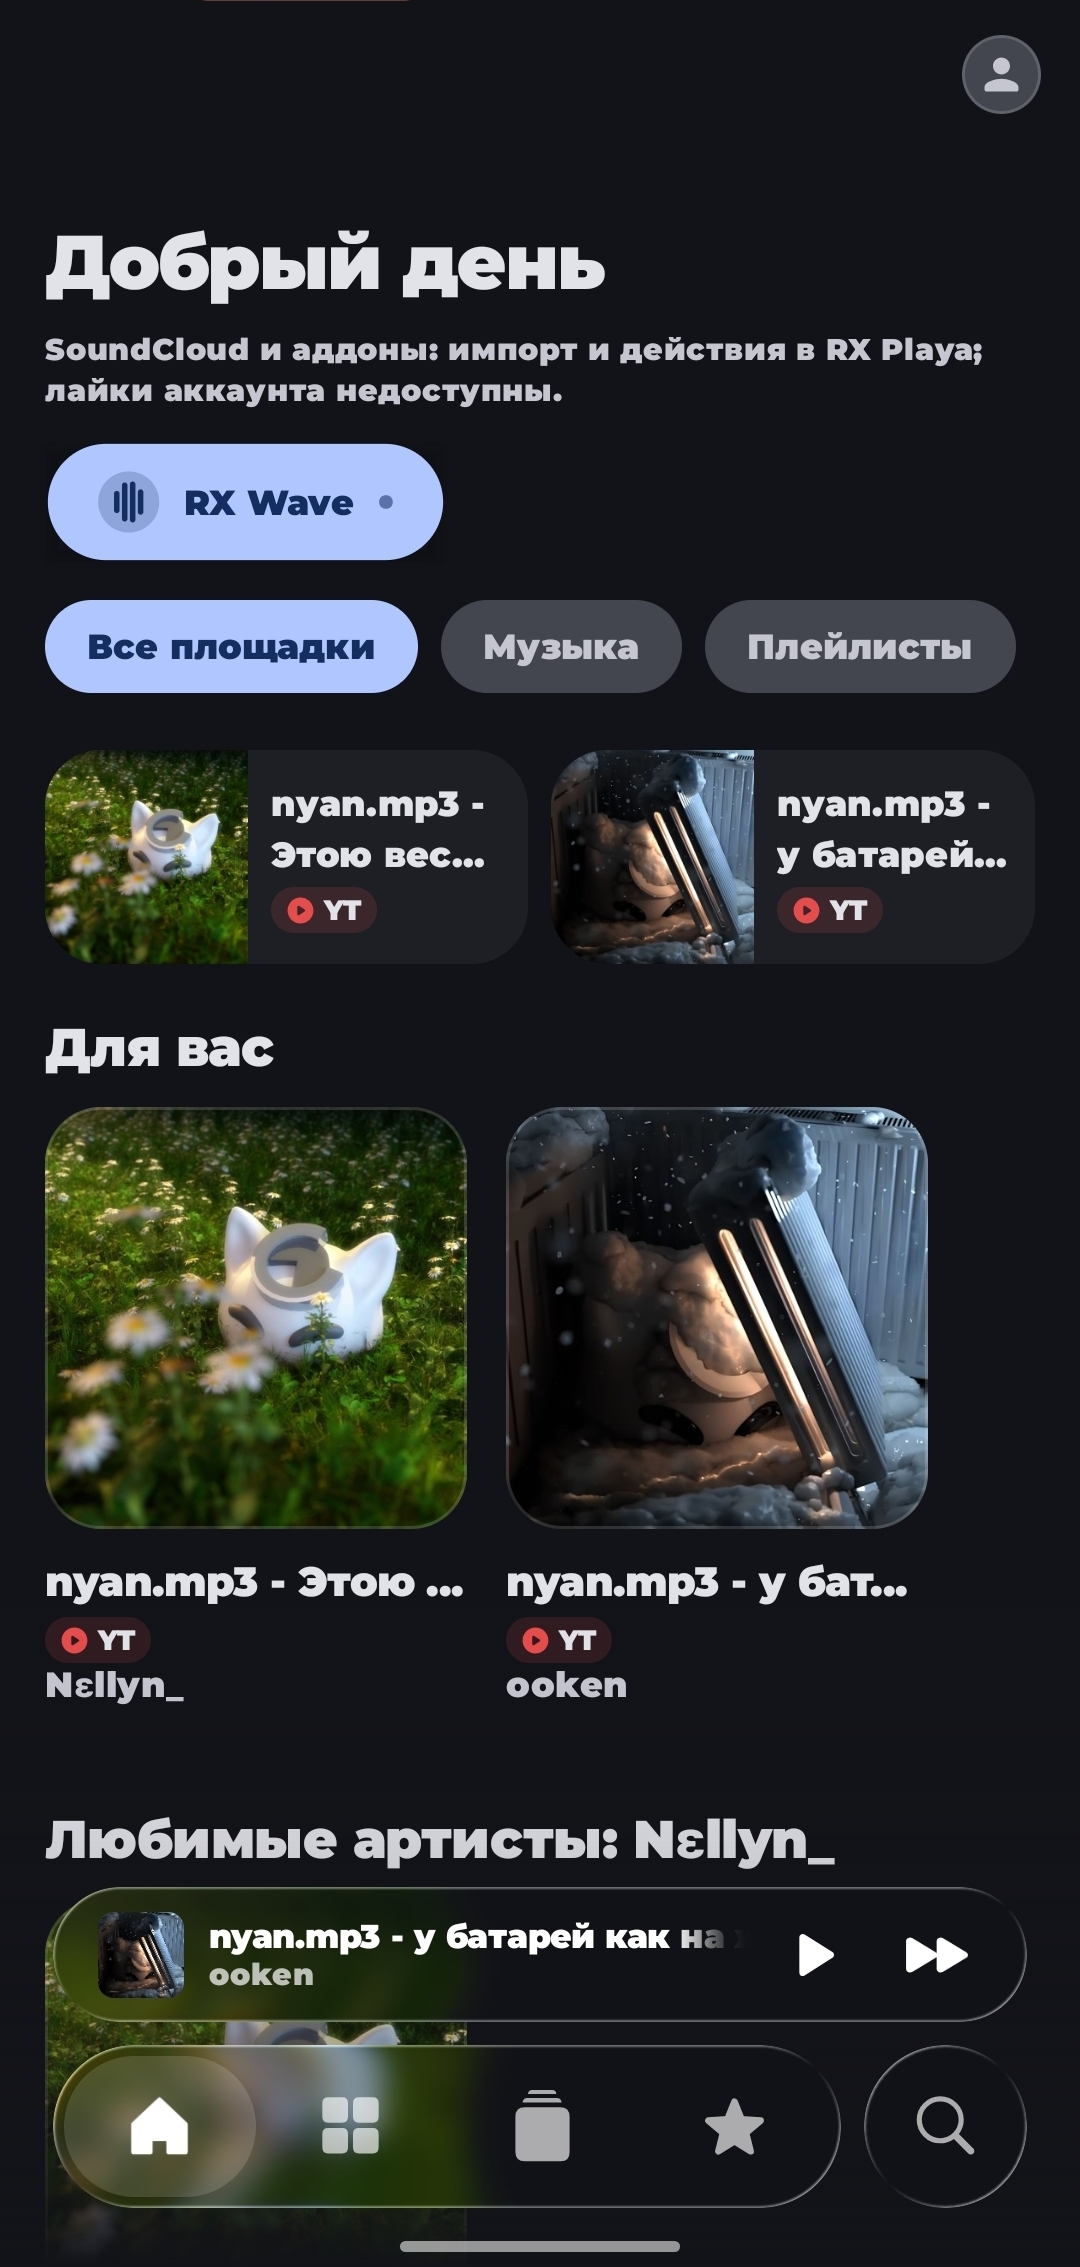 Добрый день
SoundCloud и аддоны: импорт и действия в RX Playa;
лайки аккаунта недоступны.
RX Wave
Все площадки
Музыка
Плейлисты
nyan.mp3 -
Этою вес...
YT
nyan.mp3 -
у батарей...
YT
Для вас
nyan.mp3 - Этою ...
YT
Nεllyn_
nyan.mp3 - у бат...
YT
ooken
Любимые артисты: Nεllyn_
nyan.mp3 - у батарей как на
ooken